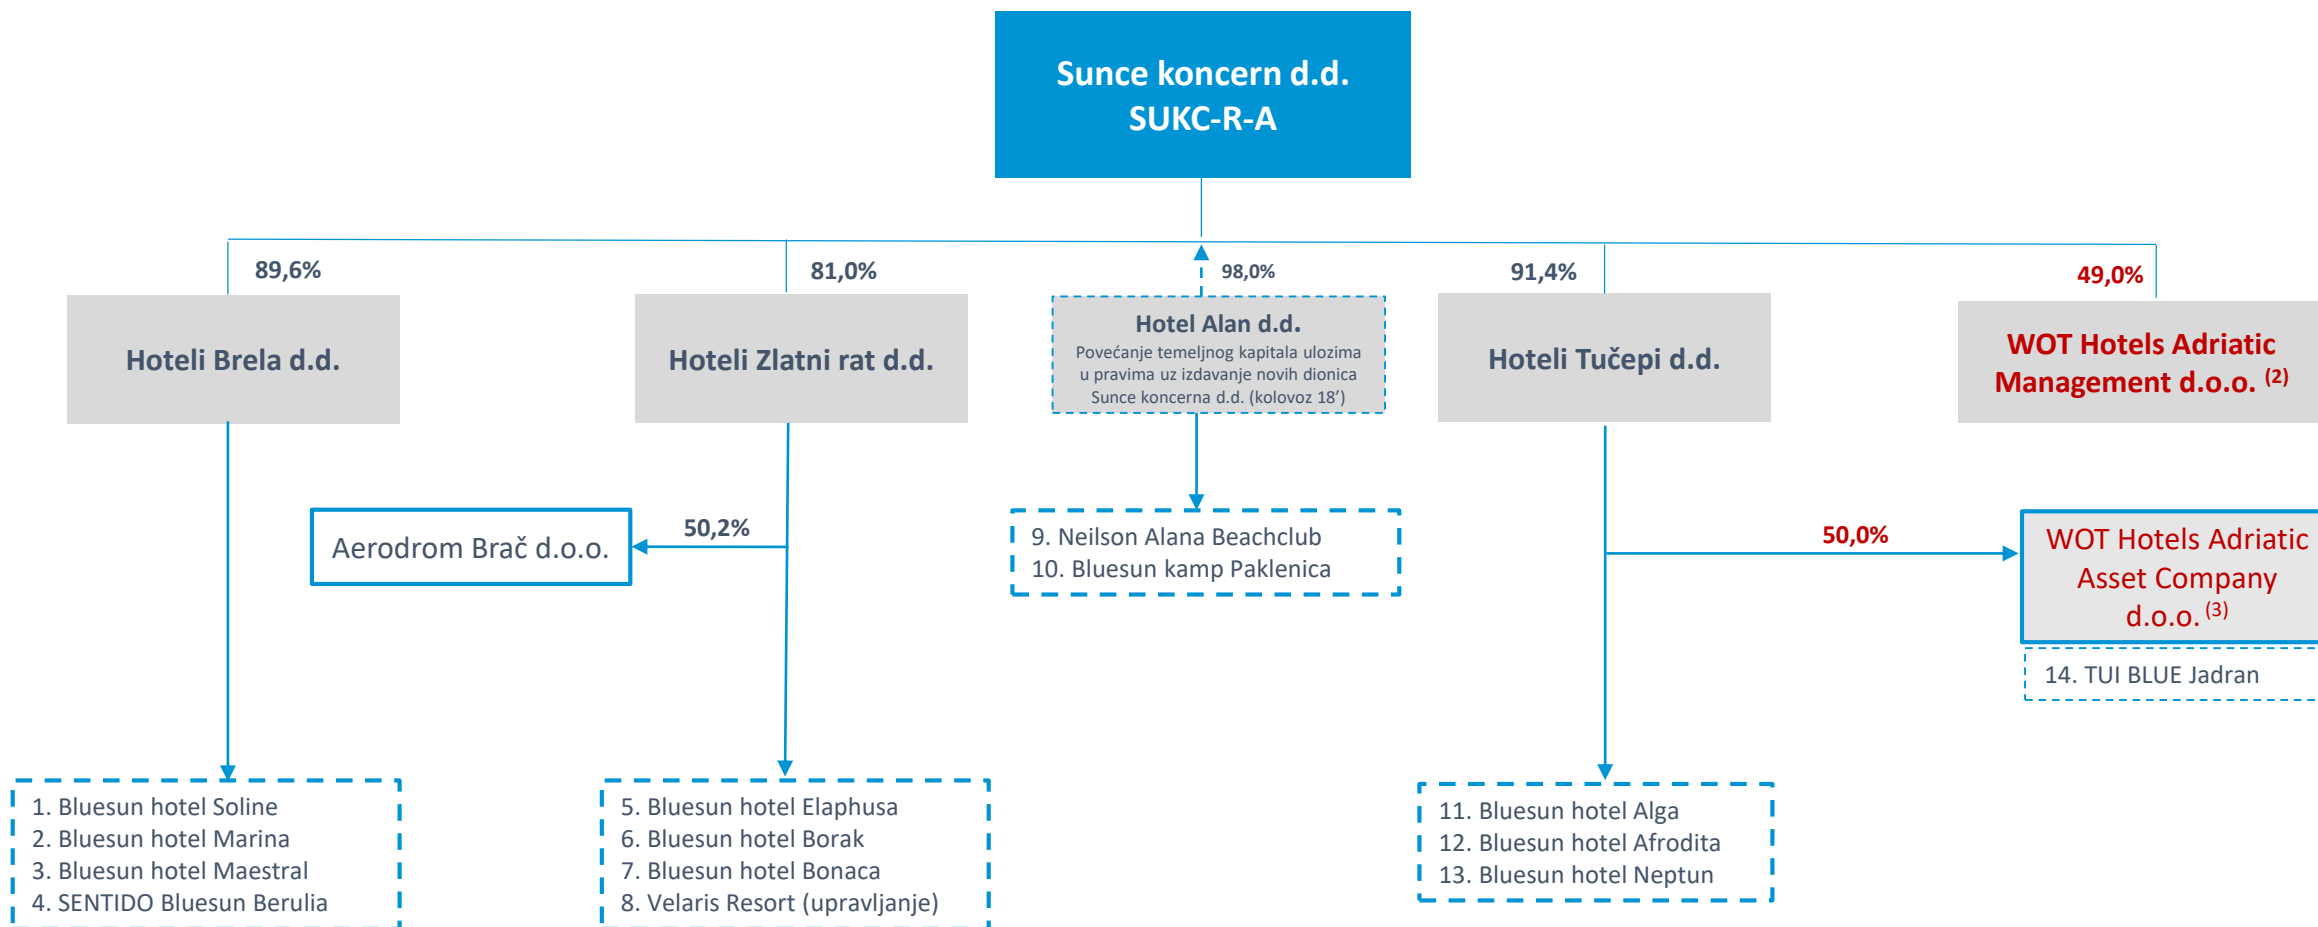 Sunce koncern d.d.
SUKC-R-A
89,6%
81,0%
98,0%
91,4%
49,0%
Hoteli Brela d.d.
Hoteli Zlatni rat d.d.
Hotel Alan d.d.
Povećanje temeljnog kapitala ulozima
u pravima uz izdavanje novih dionica
Sunce koncerna d.d. (kolovoz 18’)
Hoteli Tučepi d.d.
WOT Hotels Adriatic
Management d.o.o. (2)
Aerodrom Brač d.o.o.
50,2%
9. Neilson Alana Beachclub
10. Bluesun kamp Paklenica
50,0%
WOT Hotels Adriatic
Asset Company
d.o.o. (3)
14. TUI BLUE Jadran
1. Bluesun hotel Soline
2. Bluesun hotel Marina
3. Bluesun hotel Maestral
4. SENTIDO Bluesun Berulia
5. Bluesun hotel Elaphusa
6. Bluesun hotel Borak
7. Bluesun hotel Bonaca
8. Velaris Resort (upravljanje)
11. Bluesun hotel Alga
12. Bluesun hotel Afrodita
13. Bluesun hotel Neptun